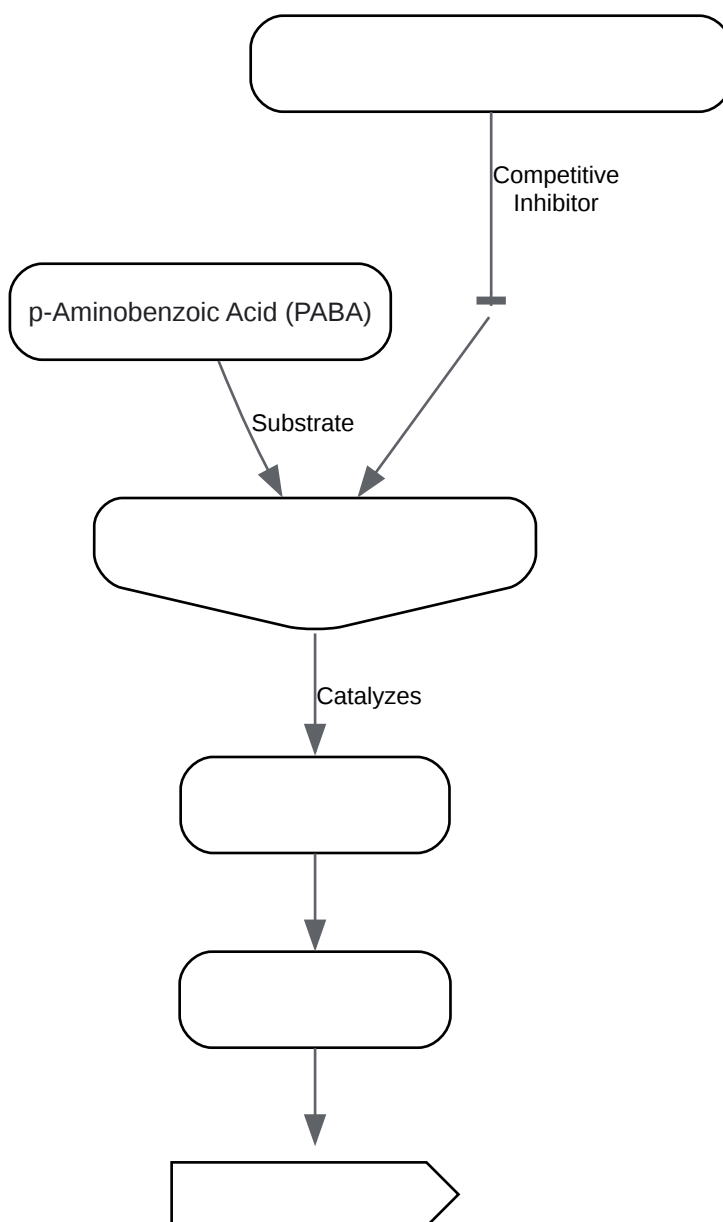 Competitive
Inhibitor
p-Aminobenzoic Acid (PABA)
Substrate
Catalyzes